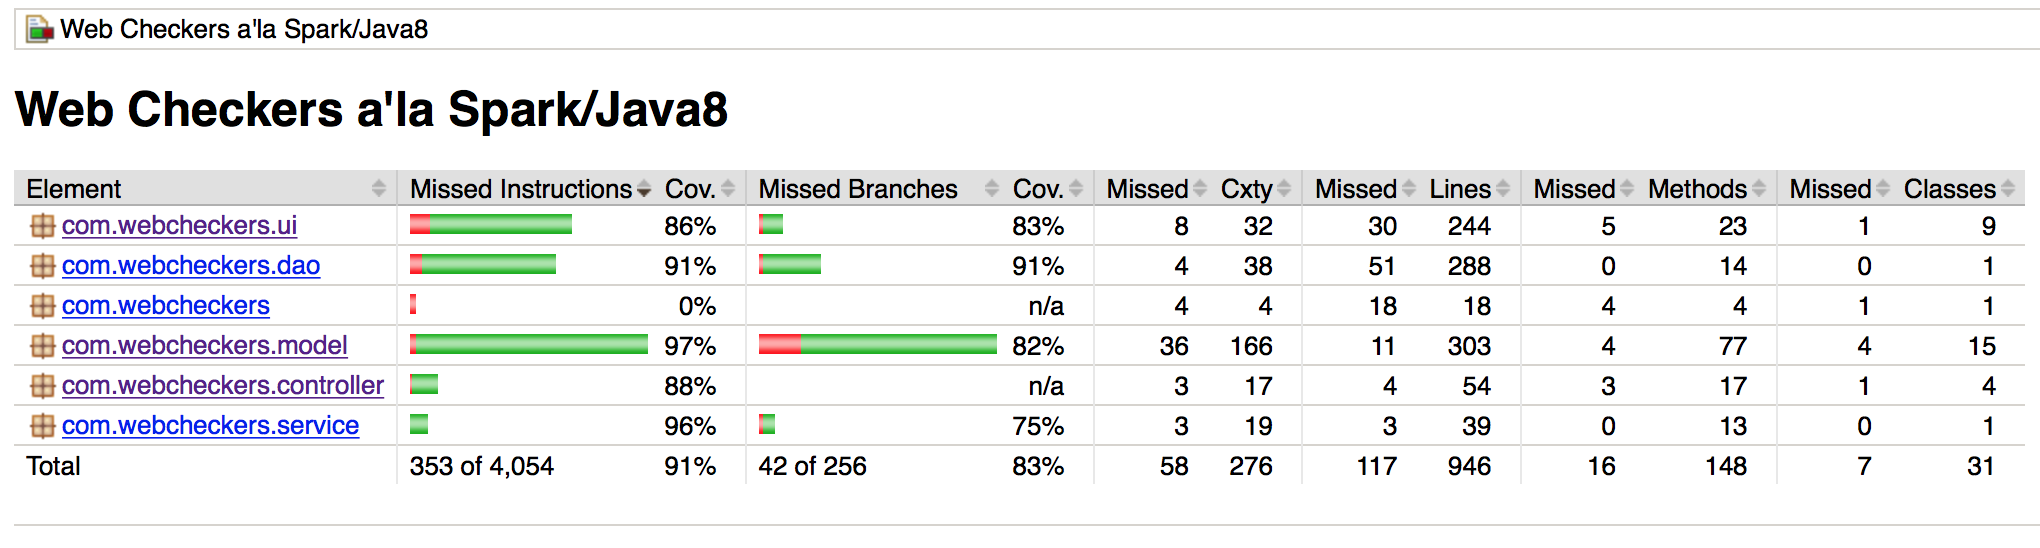 Web Checkers a'la Spark/Java8
Web Checkers a'la Spark/Java8
Element Missed Instructions Cov. Missed Branches Cov. Missed Cxty Missed Lines Missed Methods Missed Classes
com.webcheckers.ui 86% 83% 8 32 30 244 5 23 1 9
com.webcheckers.dao 91% 91% 4 38 51 288 0 14 0 1
com.webcheckers 0% n/a 4 4 18 18 4 4 1 1
com.webcheckers.model 97% 82% 36 166 11 303 4 77 4 15
com.webcheckers.controller 88% n/a 3 17 4 54 3 17 1 4
com.webcheckers.service 96% 75% 3 19 3 39 0 13 0 1
Total 353 of 4,054 91% 42 of 256 83% 58 276 117 946 16 148 7 31